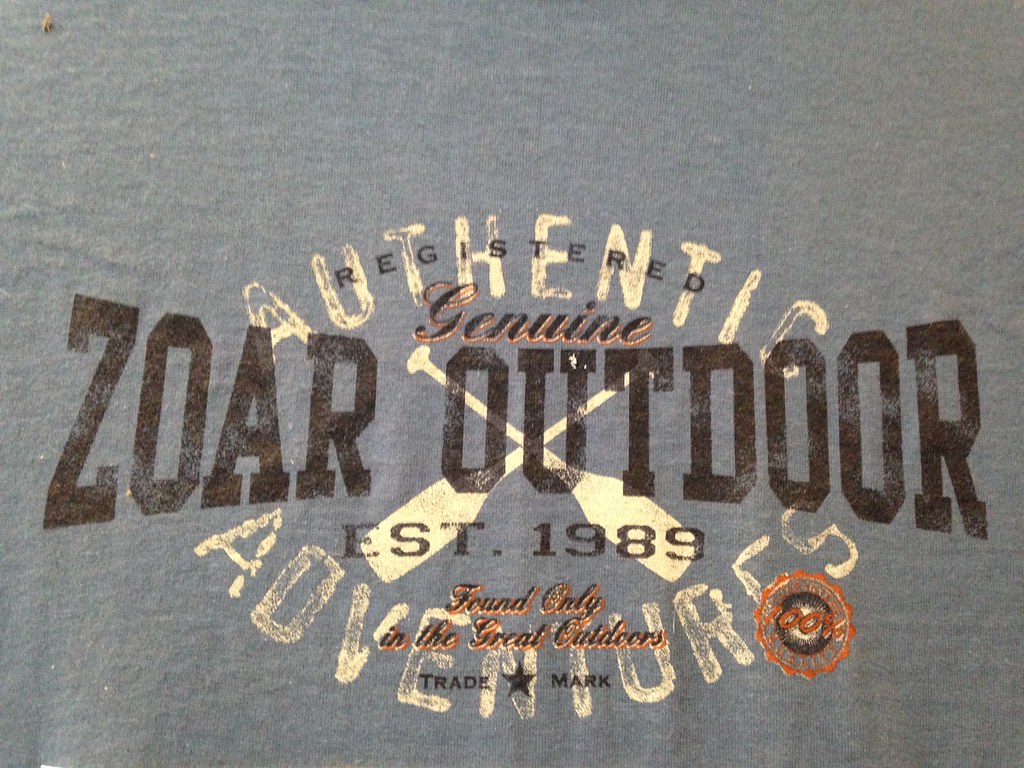 AUTHENTIC
REGISTERED
Genuine
ZOAR OUTDOOR
EST. 1989
ADVENTURES
Found Only
in the Great Outdoors
100%
TRADE MARK